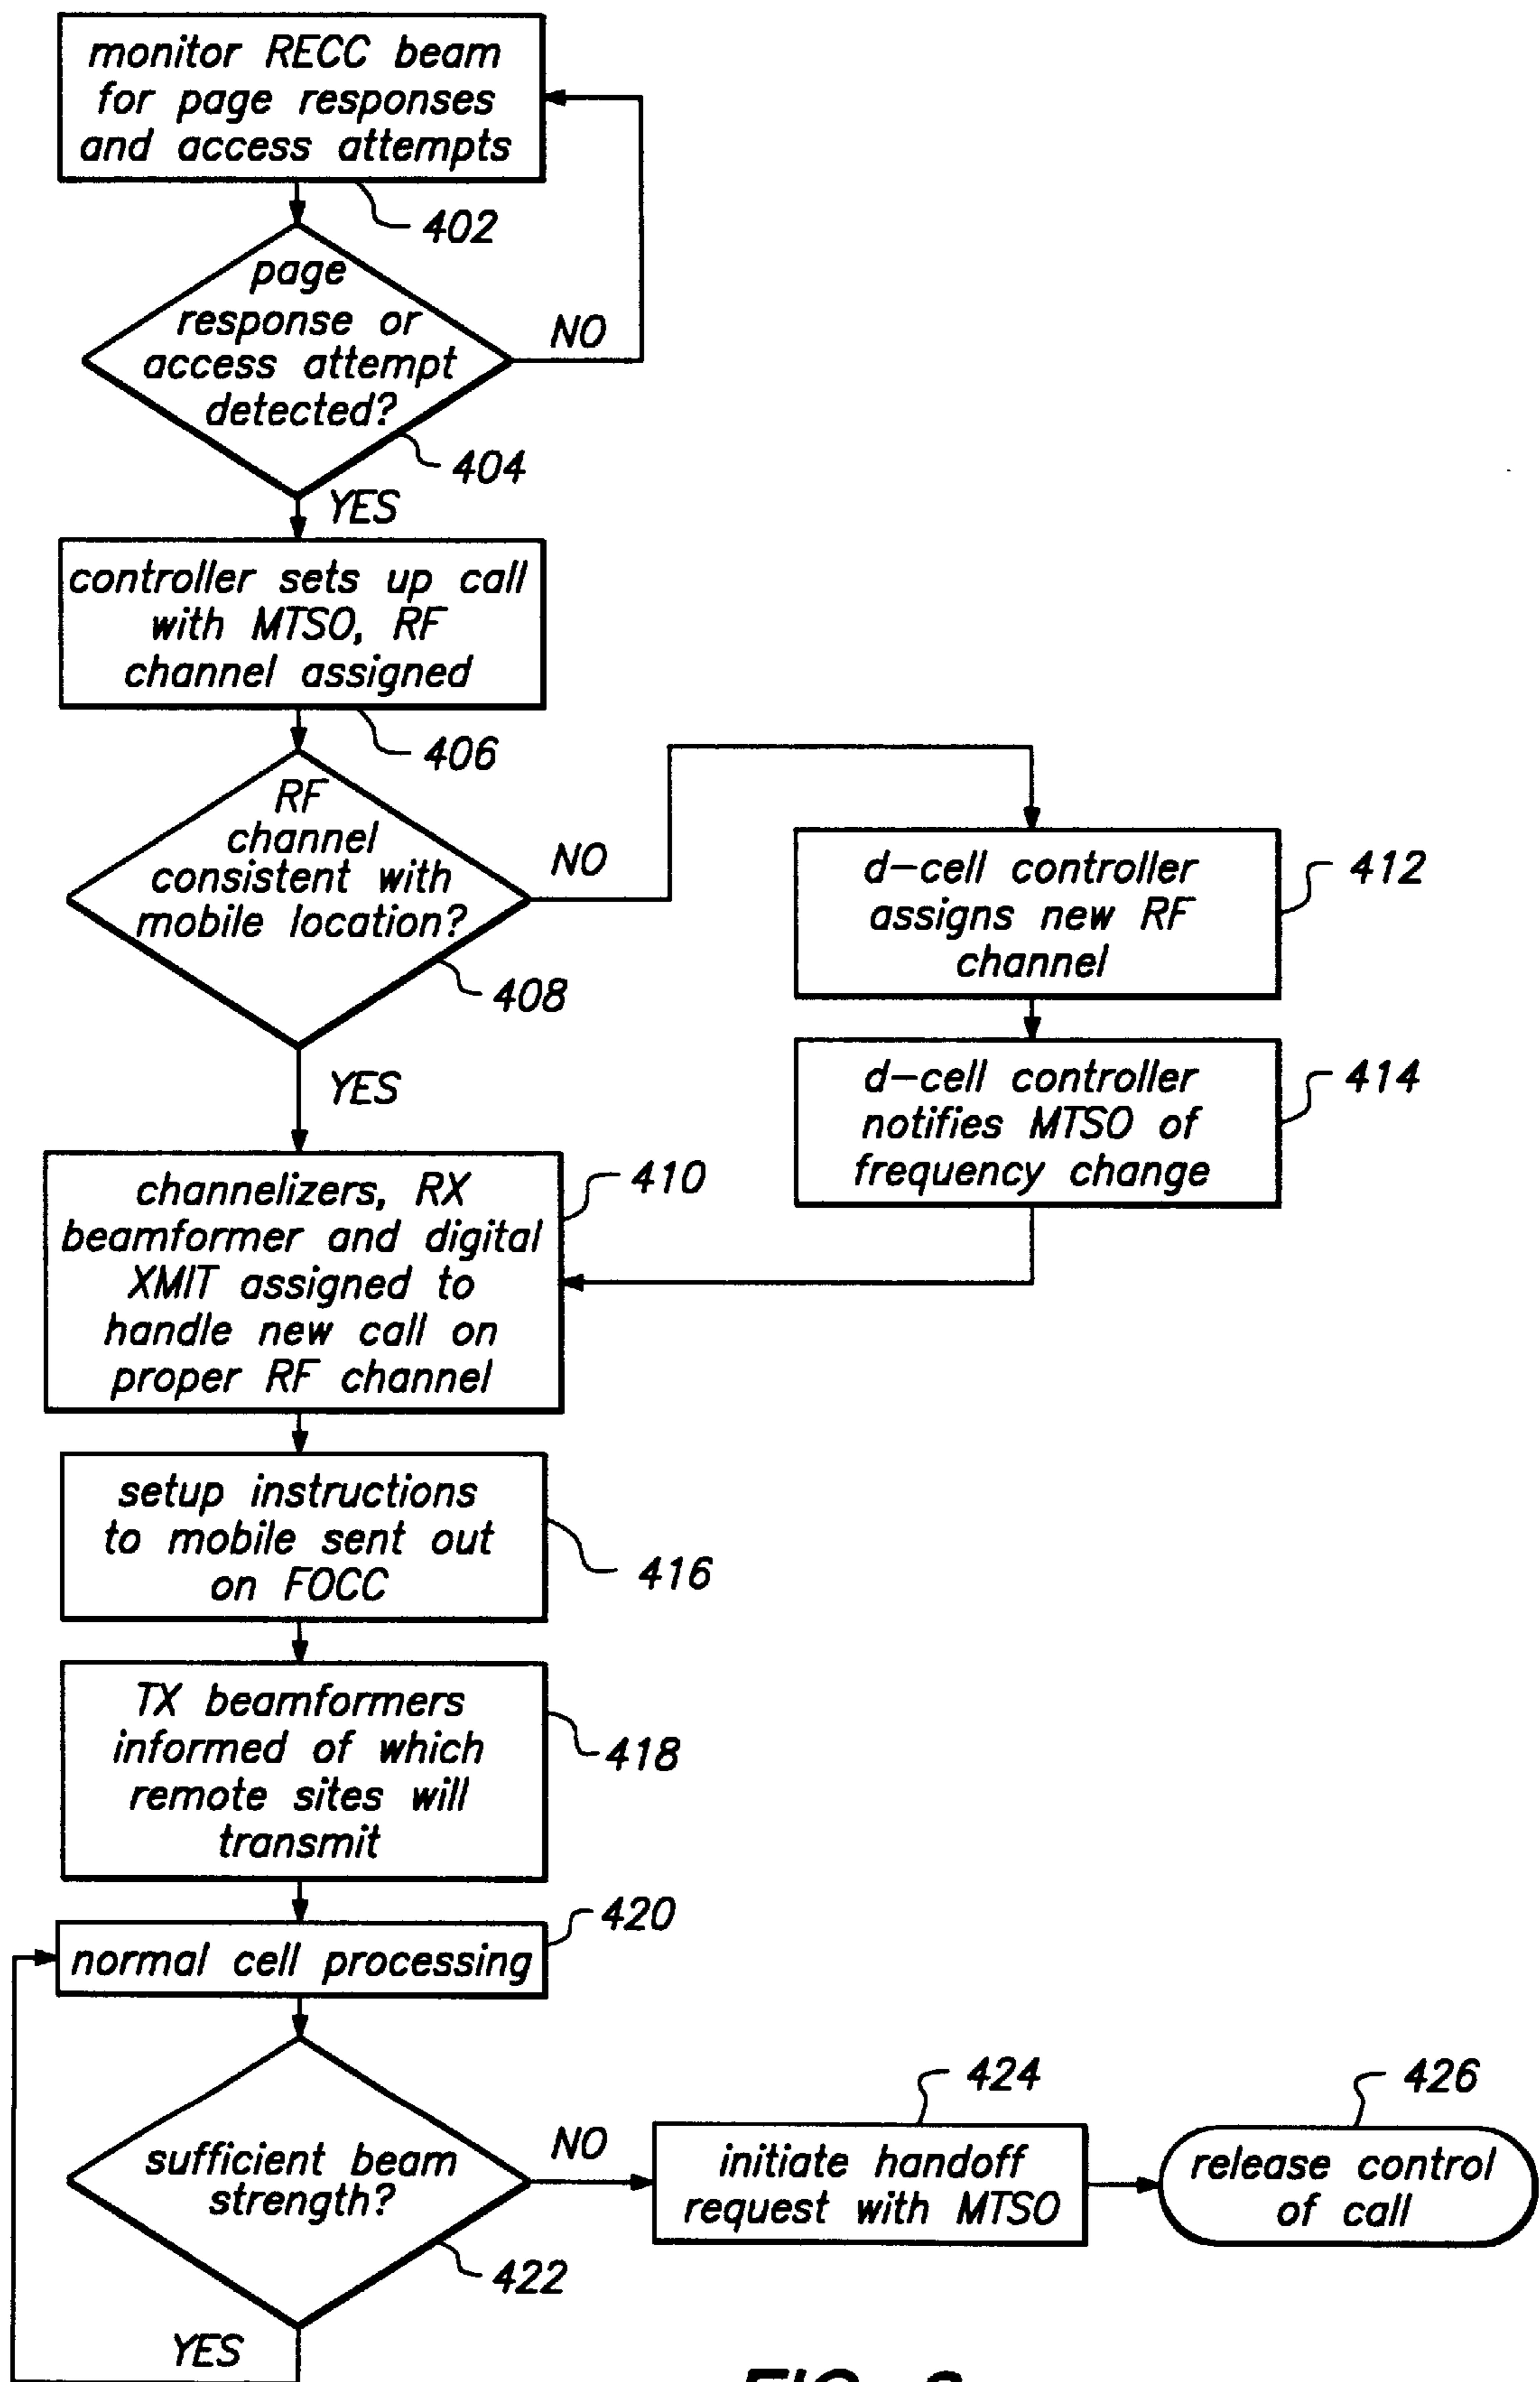 monitor RECC beam
for page responses
and access attempts
402
page
response or
access attempt
detected?
NO
404
YES
controller sets up call
with MTSO, RF
channel assigned
406
RF
channel
consistent with
mobile location?
NO
408
YES
d-cell controller
assigns new RF
channel
412
d-cell controller
notifies MTSO of
frequency change
414
channelizers, RX
beamformer and digital
XMIT assigned to
handle new call on
proper RF channel
410
setup instructions
to mobile sent out
on FOCC
416
TX beamformers
informed of which
remote sites will
transmit
418
420
normal cell processing
sufficient beam
strength?
NO
422
YES
424
initiate handoff
request with MTSO
426
release control
of call
FIG.